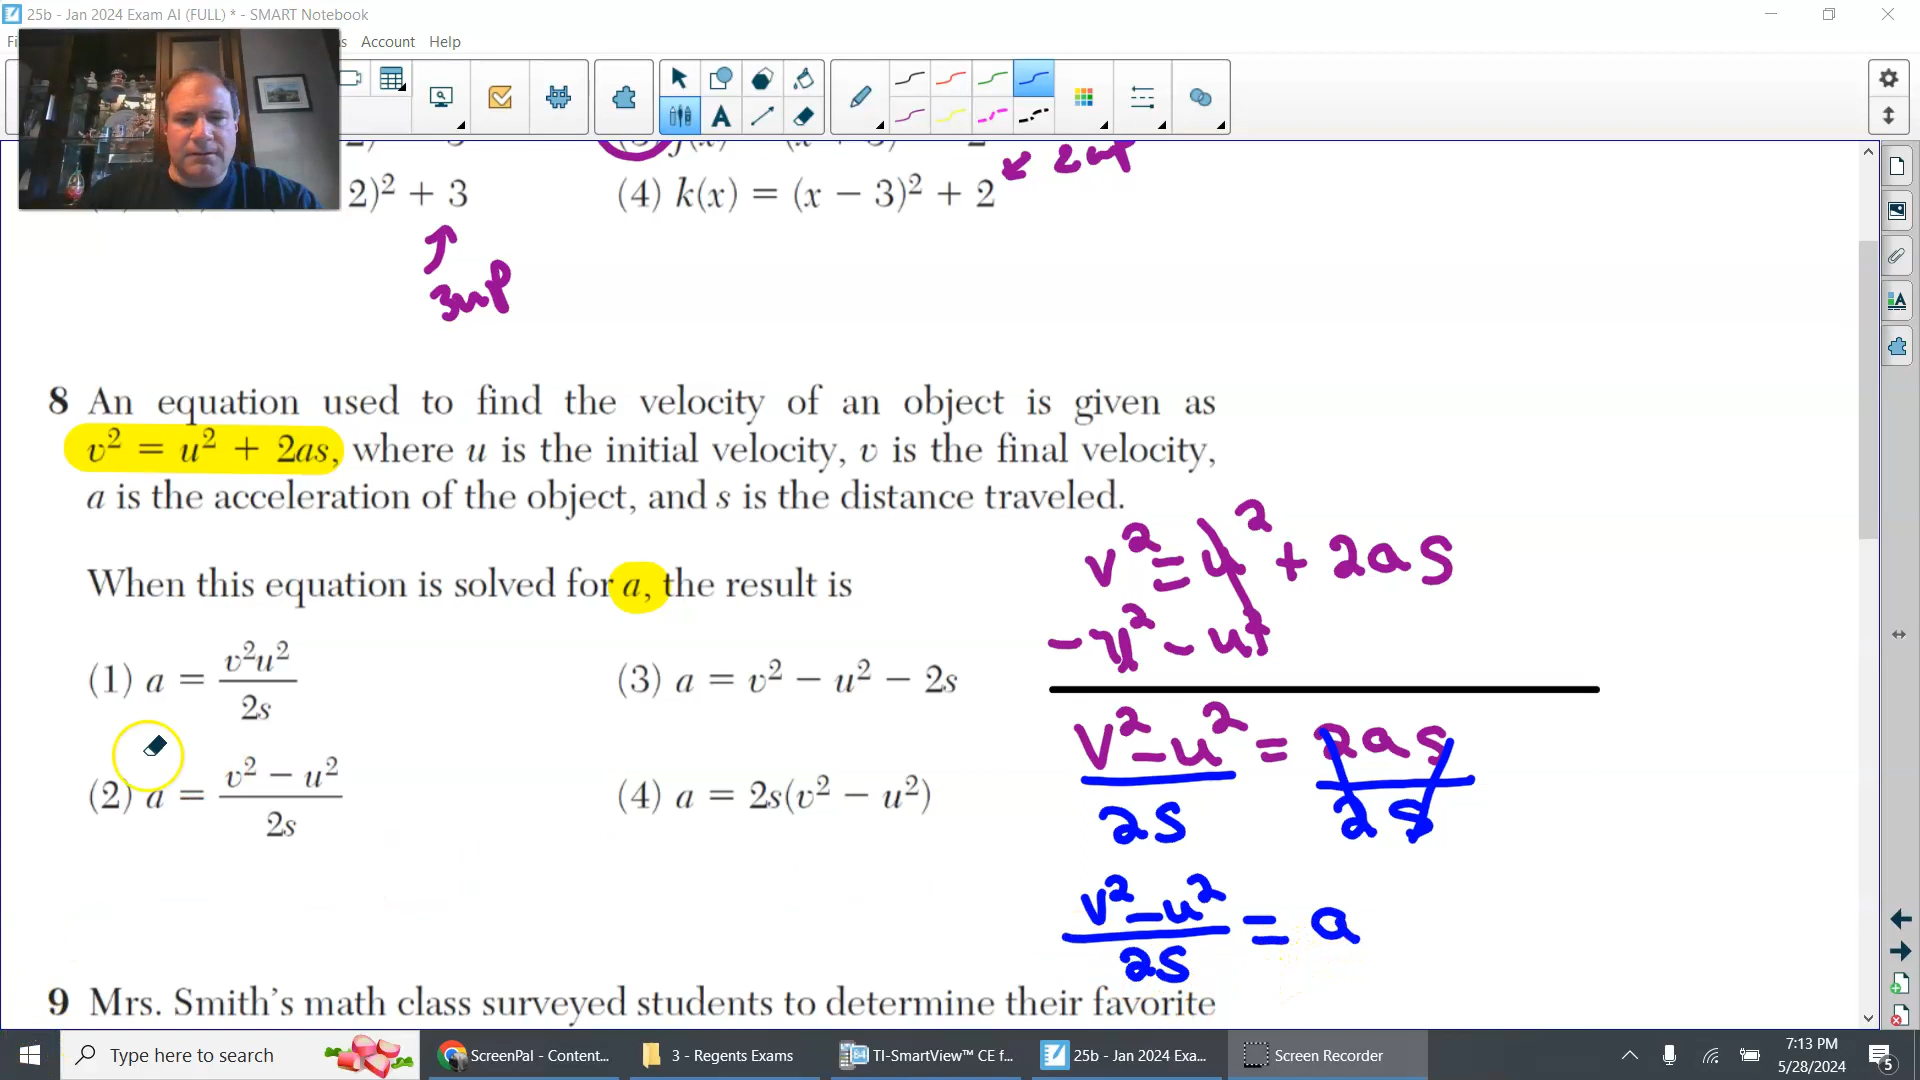 25b - Jan 2024 Exam AI (FULL) * - SMART Notebook
Account Help
2)² + 3
(4) k(x) = (x − 3)² + 2
2up
3up
8 An equation used to find the velocity of an object is given as
v² = u² + 2as, where u is the initial velocity, v is the final velocity,
a is the acceleration of the object, and s is the distance traveled.
When this equation is solved for a, the result is
(1) a = v²u² / 2s
(3) a = v² − u² − 2s
(2) a = v² − u² / 2s
(4) a = 2s(v² − u²)
v² = u² + 2as
− u² − u²
v² − u² = 2as
2s 2s
v² − u² = a
2s
9 Mrs. Smith's math class surveyed students to determine their favorite
Type here to search
ScreenPal - Content...
3 - Regents Exams
TI-SmartView™ CE f...
25b - Jan 2024 Exa...
Screen Recorder
7:13 PM
5/28/2024
5